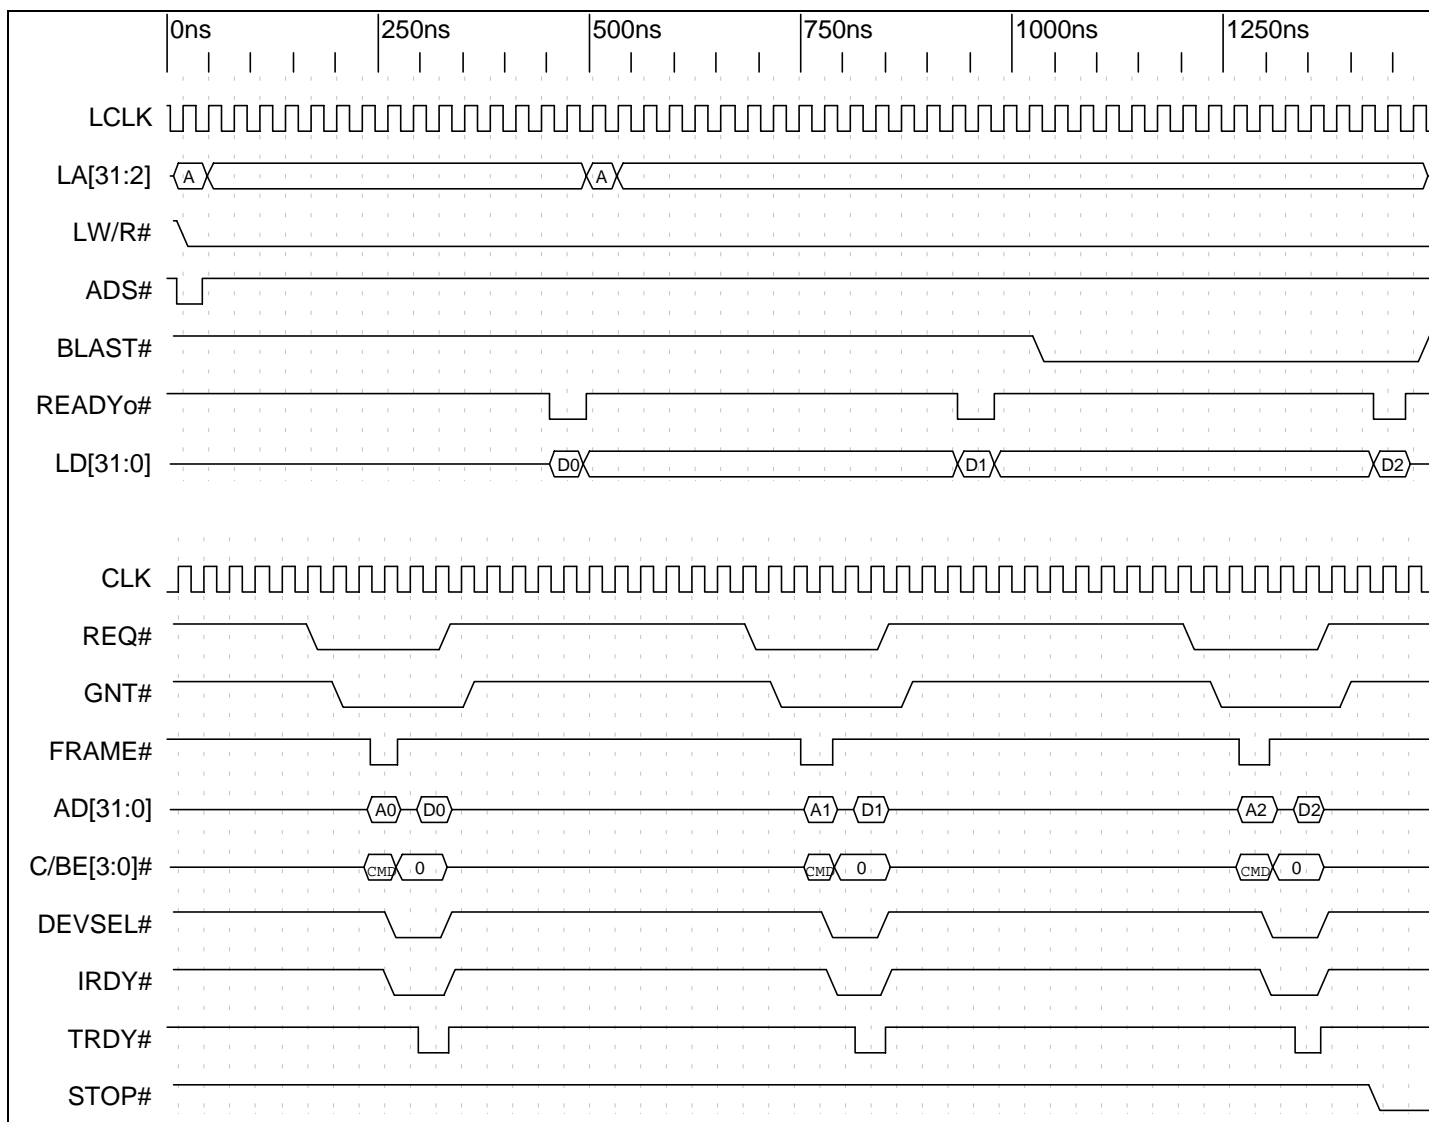 0ns 250ns 500ns 750ns 1000ns 1250ns
LCLK
LA[31:2] A A
LW/R#
ADS#
BLAST#
READYo#
LD[31:0] D0 D1 D2
CLK
REQ#
GNT#
FRAME#
AD[31:0] A0 D0 A1 D1 A2 D2
C/BE[3:0]# CMD 0 CMD 0 CMD 0
DEVSEL#
IRDY#
TRDY#
STOP#